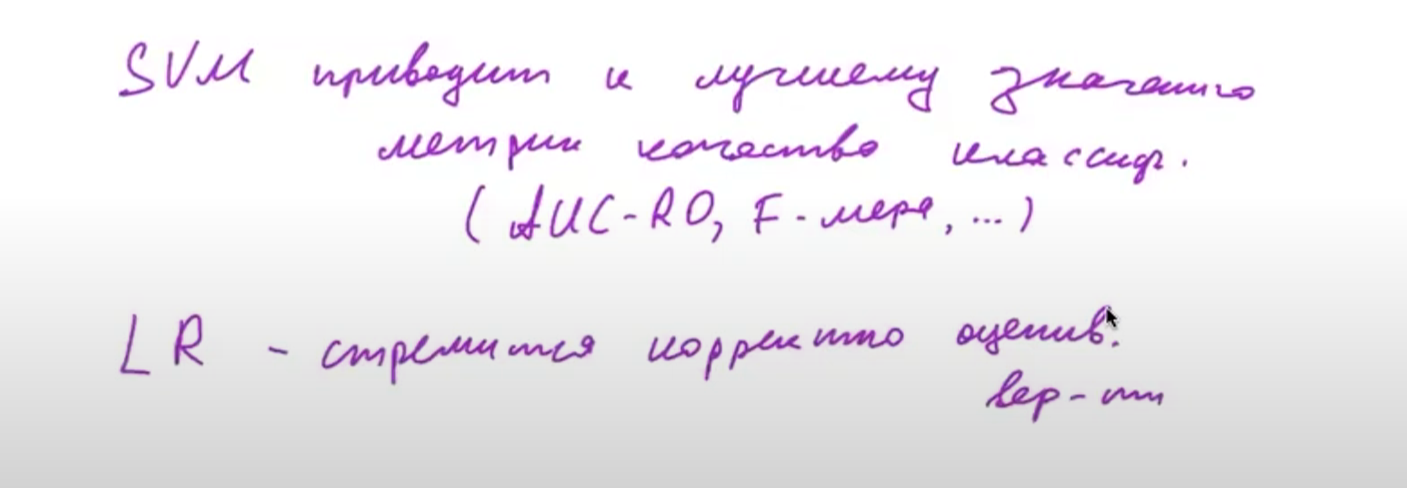 SVM приводит к лучшему значению
метрик качества классиф.
(AUC-RO, F-мера, ...)
LR - стремится корректно оценив.
вер-ти